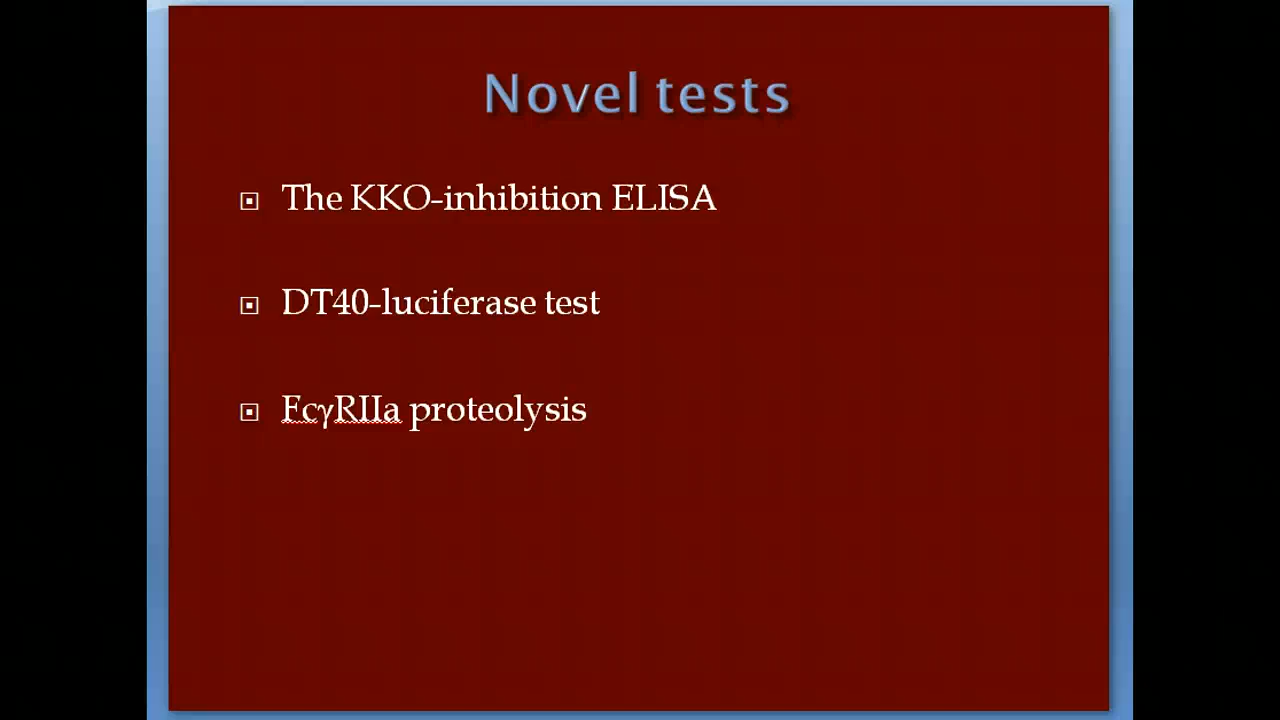 Novel tests
The KKO-inhibition ELISA
DT40-luciferase test
FcγRIIa proteolysis